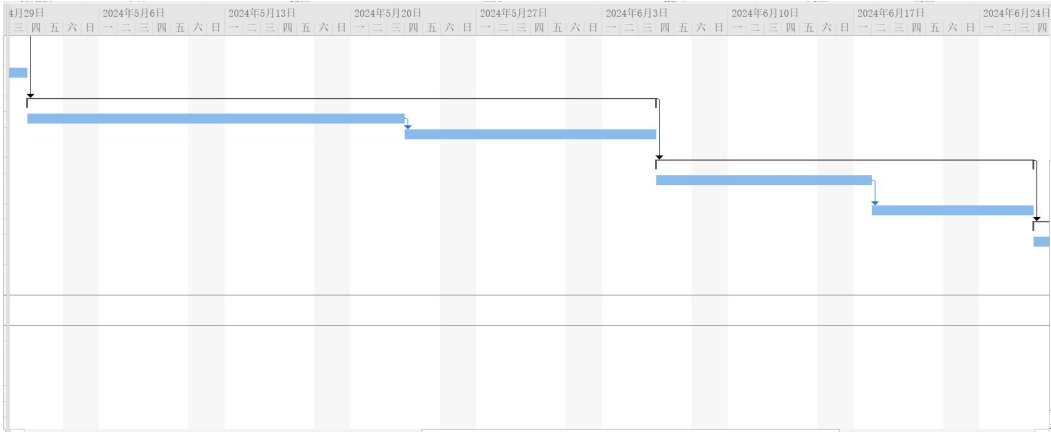 4月29日 2024年5月6日 2024年5月13日 2024年5月20日 2024年5月27日 2024年6月3日 2024年6月10日 2024年6月17日 2024年6月24日
三 四 五 六 日 一 二 三 四 五 六 日 一 二 三 四 五 六 日 一 二 三 四 五 六 日 一 二 三 四 五 六 日 一 二 三 四 五 六 日 一 二 三 四 五 六 日 一 二 三 四 五 六 日 一 二 三 四